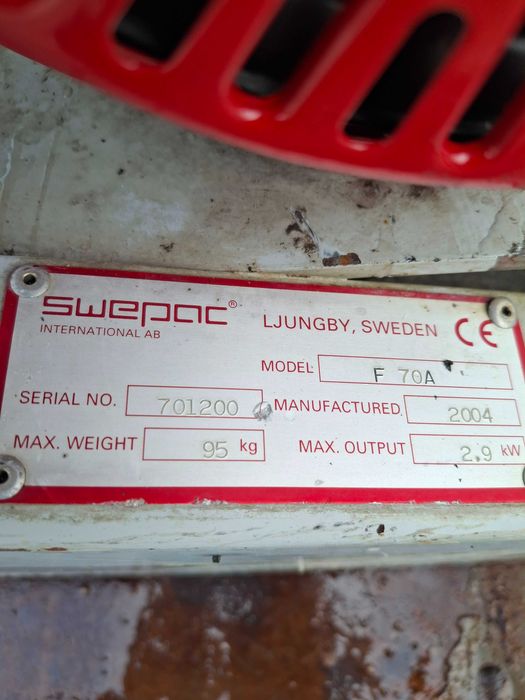 swepac®
INTERNATIONAL AB
LJUNGBY, SWEDEN CE
MODEL F 70A
SERIAL NO. 701200 MANUFACTURED. 2004
MAX. WEIGHT 95 kg MAX. OUTPUT 2,9 kW